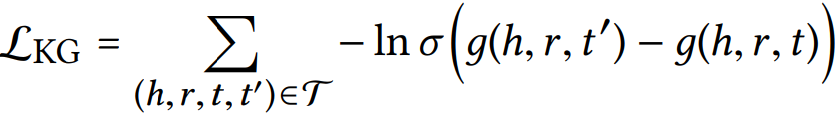 ℒ_KG = ∑_{(h,r,t,t′)∈𝒯} − ln σ(g(h, r, t′) − g(h, r, t))